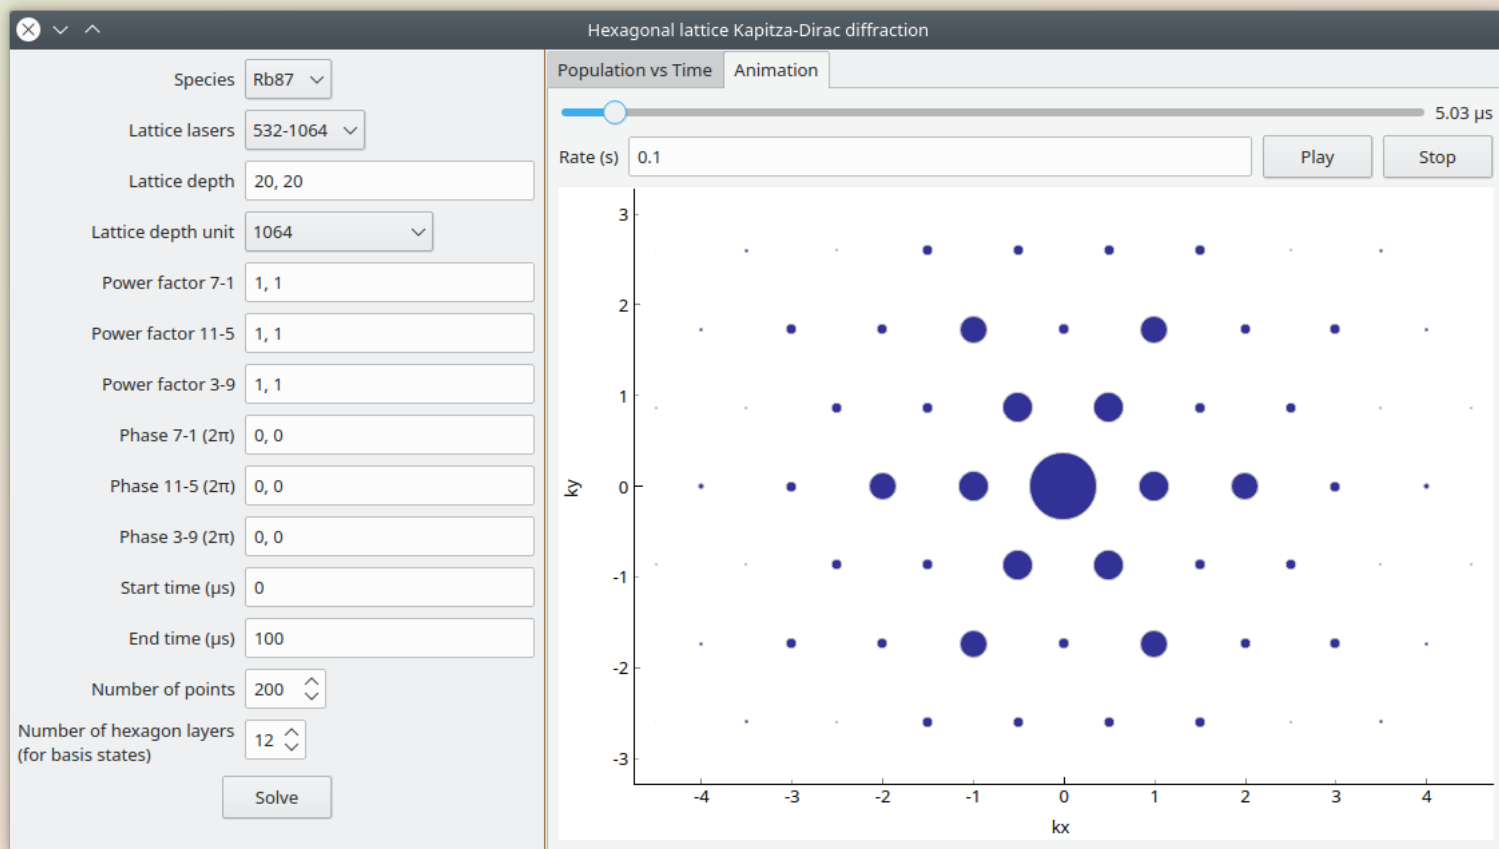 Hexagonal lattice Kapitza-Dirac diffraction
Species Rb87
Lattice lasers 532-1064
Lattice depth 20, 20
Lattice depth unit 1064
Power factor 7-1 1, 1
Power factor 11-5 1, 1
Power factor 3-9 1, 1
Phase 7-1 (2π) 0, 0
Phase 11-5 (2π) 0, 0
Phase 3-9 (2π) 0, 0
Start time (µs) 0
End time (µs) 100
Number of points 200
Number of hexagon layers
(for basis states) 12
Solve
Population vs Time Animation
5.03 µs
Rate (s) 0.1 Play Stop
3
2
1
0
-1
-2
-3
ky
-4 -3 -2 -1 0 1 2 3 4
kx